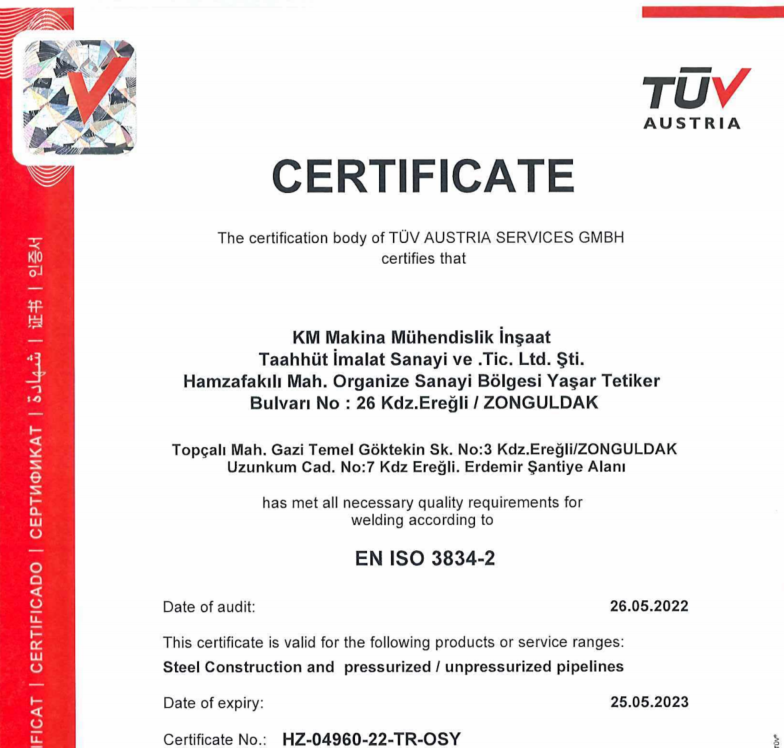 TÜV
AUSTRIA
CERTIFICATE
The certification body of TÜV AUSTRIA SERVICES GMBH
certifies that
KM Makina Mühendislik İnşaat
Taahhüt İmalat Sanayi ve .Tic. Ltd. Şti.
Hamzafakılı Mah. Organize Sanayi Bölgesi Yaşar Tetiker
Bulvarı No : 26 Kdz.Ereğli / ZONGULDAK
Topçalı Mah. Gazi Temel Göktekin Sk. No:3 Kdz.Ereğli/ZONGULDAK
Uzunkum Cad. No:7 Kdz Ereğli. Erdemir Şantiye Alanı
has met all necessary quality requirements for
welding according to
EN ISO 3834-2
Date of audit: 26.05.2022
This certificate is valid for the following products or service ranges:
Steel Construction and pressurized / unpressurized pipelines
Date of expiry: 25.05.2023
Certificate No.: HZ-04960-22-TR-OSY
FICAT | CERTIFICADO | СЕРТИФИКАТ | شهادة | 证书 | 인증서